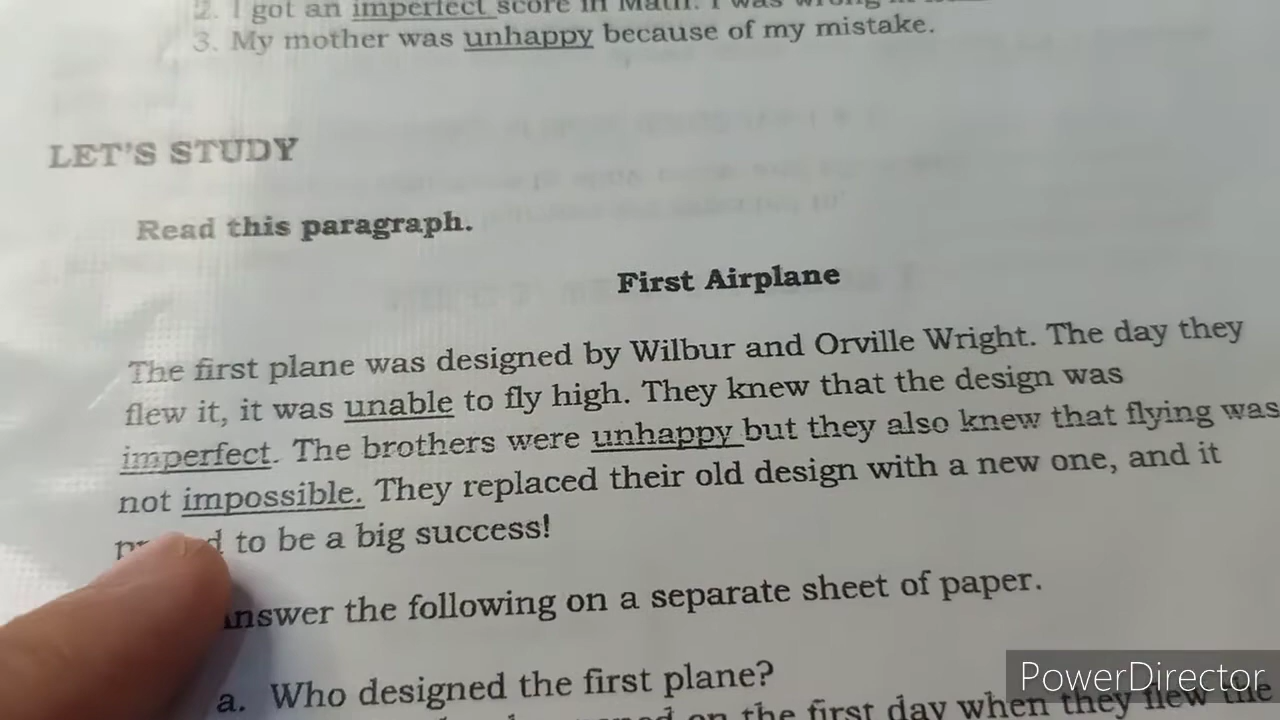 2. I got an imperfect score in Math. I was wrong in
3. My mother was unhappy because of my mistake.
LET'S STUDY
Read this paragraph.
First Airplane
The first plane was designed by Wilbur and Orville Wright. The day they
flew it, it was unable to fly high. They knew that the design was
imperfect. The brothers were unhappy but they also knew that flying was
not impossible. They replaced their old design with a new one, and it
to be a big success!
answer the following on a separate sheet of paper.
a. Who designed the first plane?
on the first day when they flew the
PowerDirector